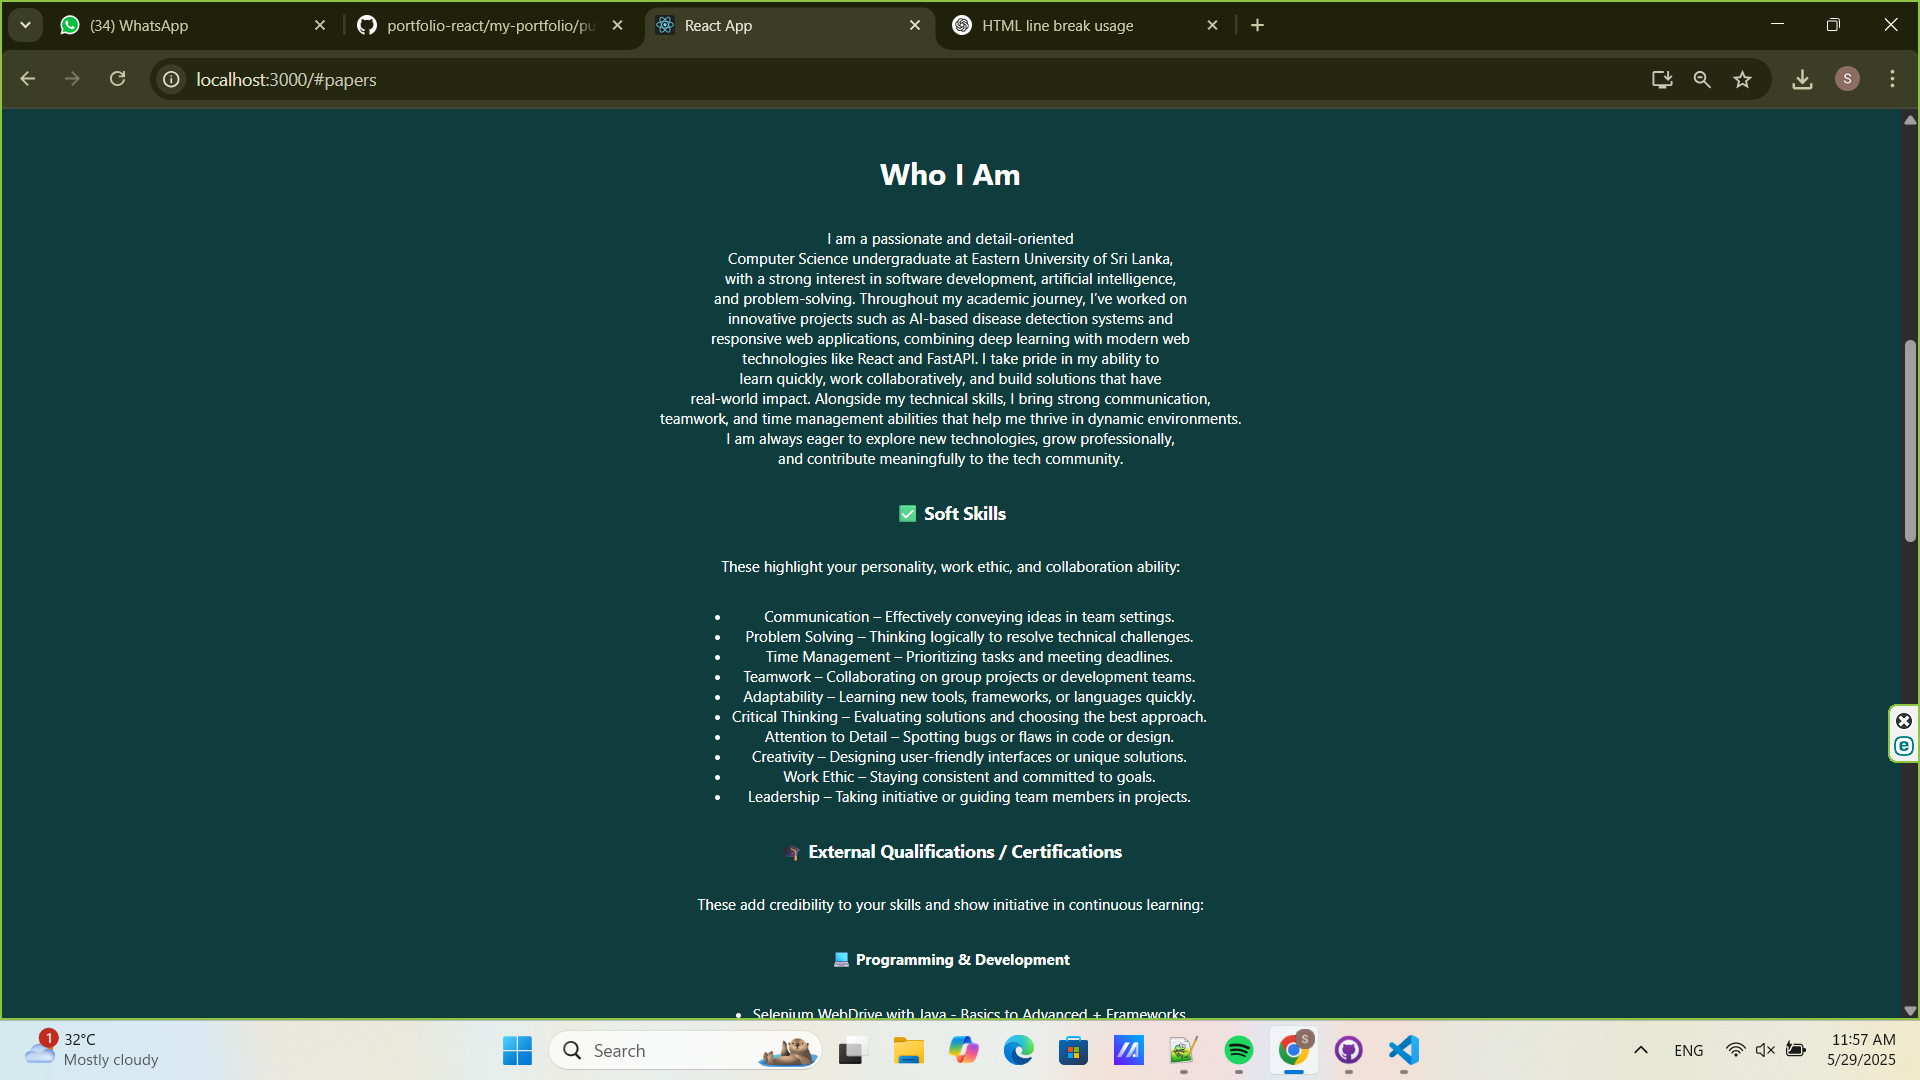 (34) WhatsApp
portfolio-react/my-portfolio/pu
React App
HTML line break usage
localhost:3000/#papers
S
Who I Am
I am a passionate and detail-oriented
Computer Science undergraduate at Eastern University of Sri Lanka,
with a strong interest in software development, artificial intelligence,
and problem-solving. Throughout my academic journey, I've worked on
innovative projects such as AI-based disease detection systems and
responsive web applications, combining deep learning with modern web
technologies like React and FastAPI. I take pride in my ability to
learn quickly, work collaboratively, and build solutions that have
real-world impact. Alongside my technical skills, I bring strong communication,
teamwork, and time management abilities that help me thrive in dynamic environments.
I am always eager to explore new technologies, grow professionally,
and contribute meaningfully to the tech community.
✅ Soft Skills
These highlight your personality, work ethic, and collaboration ability:
• Communication – Effectively conveying ideas in team settings.
• Problem Solving – Thinking logically to resolve technical challenges.
• Time Management – Prioritizing tasks and meeting deadlines.
• Teamwork – Collaborating on group projects or development teams.
• Adaptability – Learning new tools, frameworks, or languages quickly.
• Critical Thinking – Evaluating solutions and choosing the best approach.
• Attention to Detail – Spotting bugs or flaws in code or design.
• Creativity – Designing user-friendly interfaces or unique solutions.
• Work Ethic – Staying consistent and committed to goals.
• Leadership – Taking initiative or guiding team members in projects.
🎓 External Qualifications / Certifications
These add credibility to your skills and show initiative in continuous learning:
💻 Programming & Development
• Selenium WebDrive with Java - Basics to Advanced + Frameworks
1
32°C
Mostly cloudy
Search
S
ENG
11:57 AM
5/29/2025